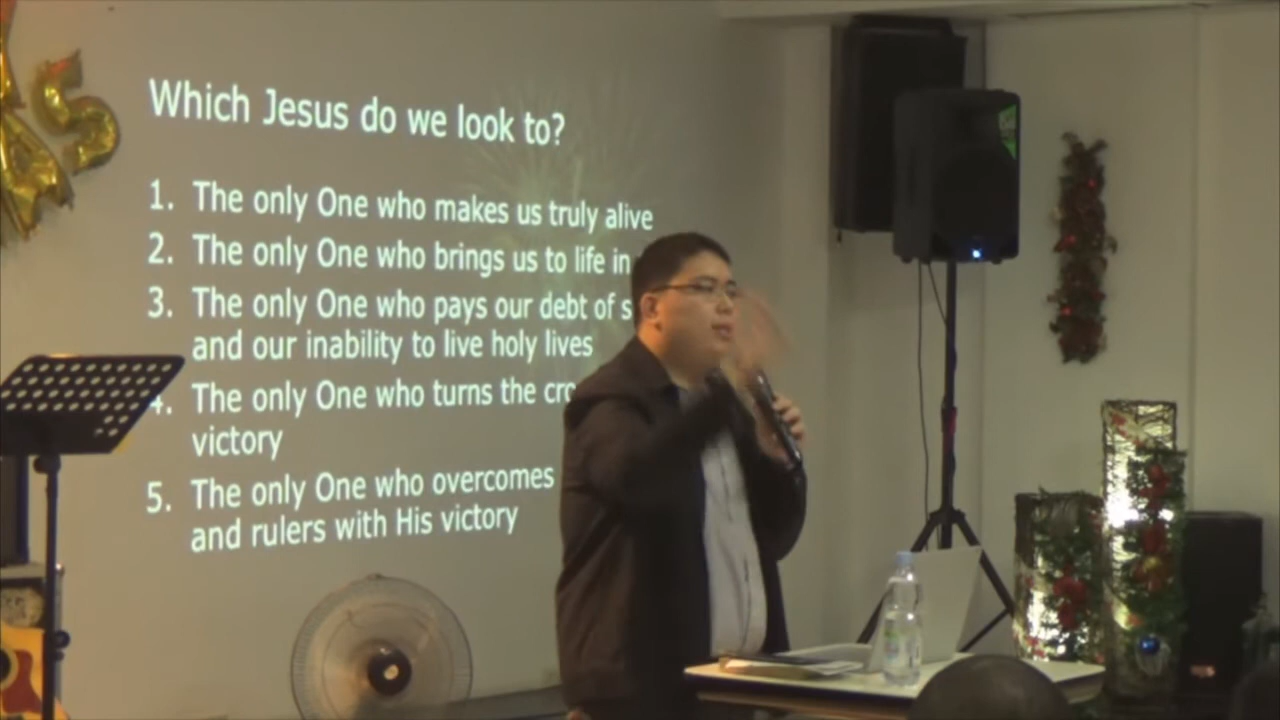 Which Jesus do we look to?
1. The only One who makes us truly alive
2. The only One who brings us to life in
3. The only One who pays our debt of
and our inability to live holy lives
4. The only One who turns the
victory
5. The only One who overcomes
and rulers with His victory